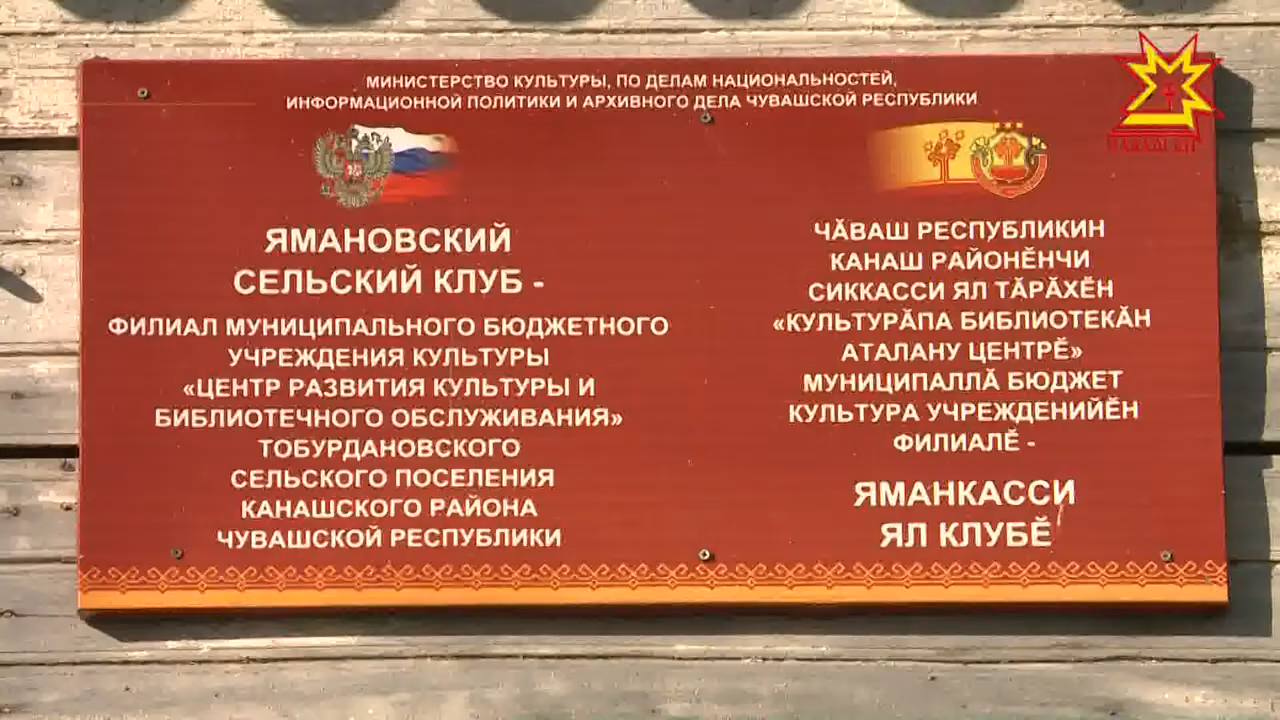 МИНИСТЕРСТВО КУЛЬТУРЫ, ПО ДЕЛАМ НАЦИОНАЛЬНОСТЕЙ,
ИНФОРМАЦИОННОЙ ПОЛИТИКИ И АРХИВНОГО ДЕЛА ЧУВАШСКОЙ РЕСПУБЛИКИ
ЯМАНОВСКИЙ
СЕЛЬСКИЙ КЛУБ -
ФИЛИАЛ МУНИЦИПАЛЬНОГО БЮДЖЕТНОГО
УЧРЕЖДЕНИЯ КУЛЬТУРЫ
«ЦЕНТР РАЗВИТИЯ КУЛЬТУРЫ И
БИБЛИОТЕЧНОГО ОБСЛУЖИВАНИЯ»
ТОБУРДАНОВСКОГО
СЕЛЬСКОГО ПОСЕЛЕНИЯ
КАНАШСКОГО РАЙОНА
ЧУВАШСКОЙ РЕСПУБЛИКИ
ЧӐВАШ РЕСПУБЛИКИН
КАНАШ РАЙОНӖНЧИ
СИККАССИ ЯЛ ТӐРӐХӖН
«КУЛЬТУРӐПА БИБЛИОТЕКӐН
АТАЛАНУ ЦЕНТРӖ»
МУНИЦИПАЛЛӐ БЮДЖЕТ
КУЛЬТУРА УЧРЕЖДЕНИЙӖН
ФИЛИАЛӖ -
ЯМАНКАССИ
ЯЛ КЛУБӖ